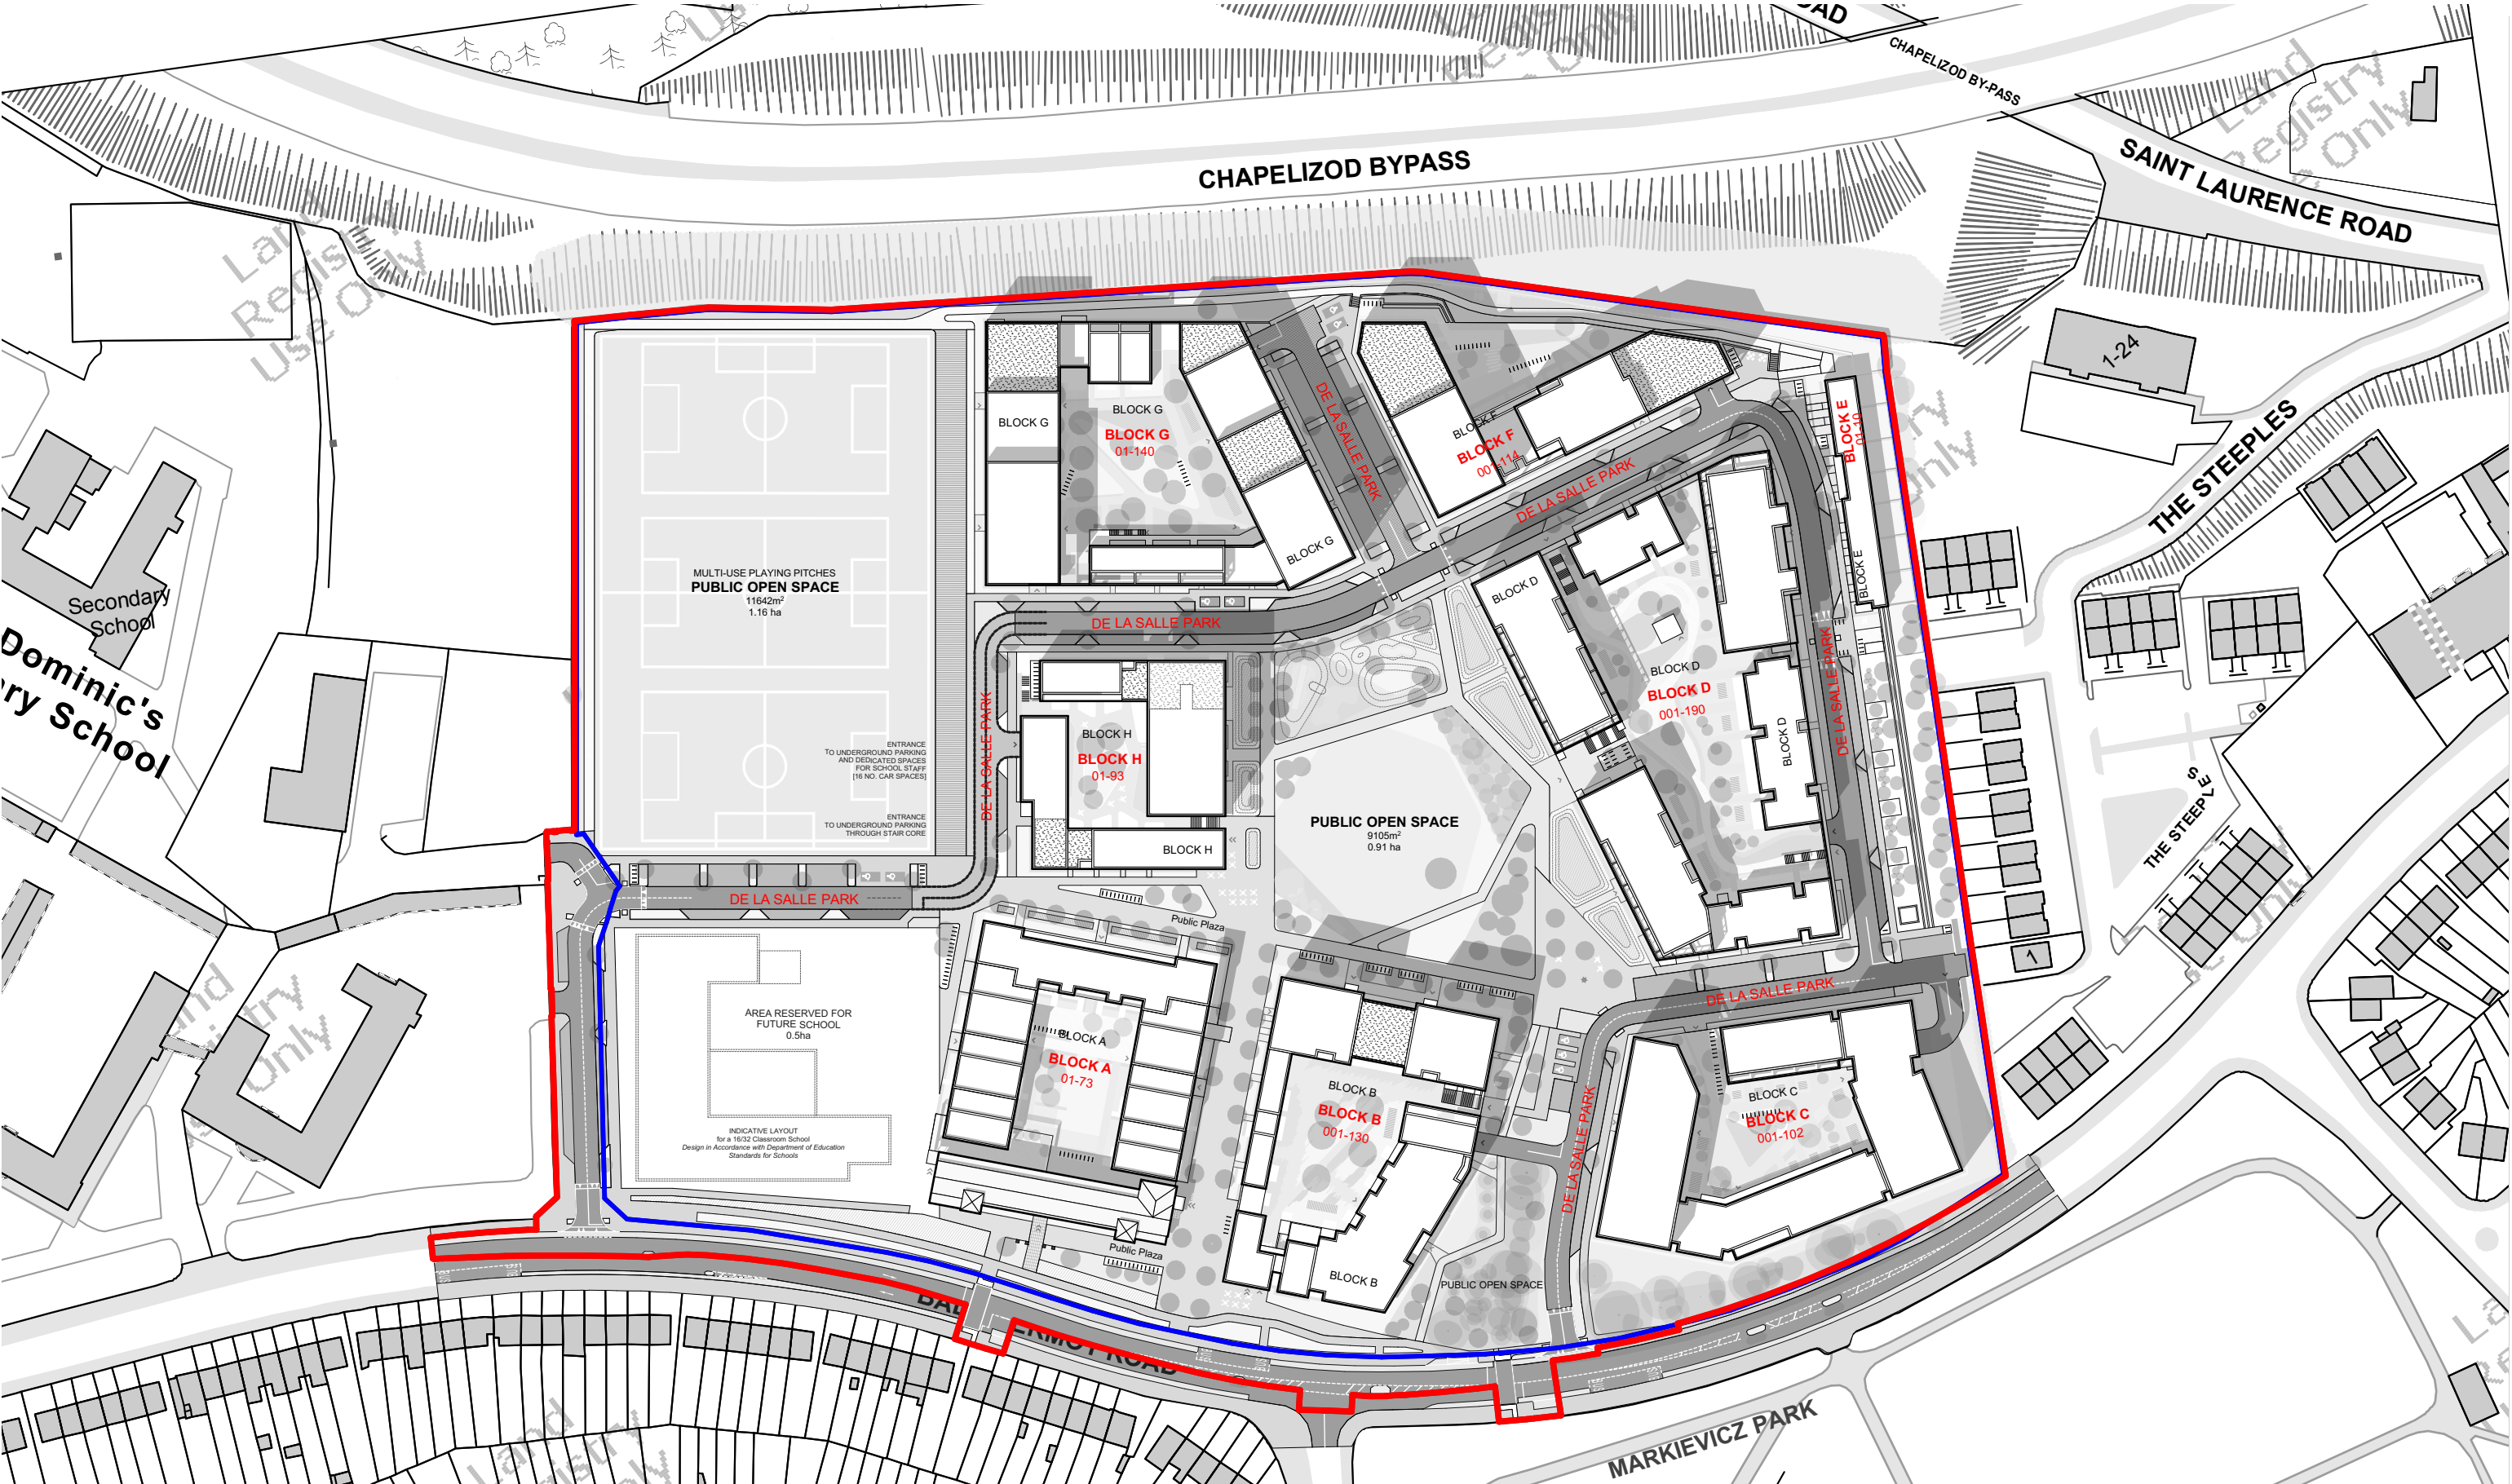 OAD
CHAPELIZOD BY-PASS
CHAPELIZOD BYPASS
SAINT LAURENCE ROAD
Land
Registry
Use Only
1-24
THE STEEPLES
Secondary
School
Dominic's
ry School
MULTI-USE PLAYING PITCHES
PUBLIC OPEN SPACE
11642m²
1.16 ha
BLOCK G
BLOCK G
BLOCK G
01-140
BLOCK G
DE LA SALLE PARK
BLOCK F
BLOCK F
001-114
DE LA SALLE PARK
BLOCK E
01-10
BLOCK E
DE LA SALLE PARK
DE LA SALLE PARK
BLOCK D
BLOCK D
BLOCK D
001-190
BLOCK D
DE LA SALLE PARK
ENTRANCE
TO UNDERGROUND PARKING
AND DEDICATED SPACES
FOR SCHOOL STAFF
[16 NO. CAR SPACES]
ENTRANCE
TO UNDERGROUND PARKING
THROUGH STAIR CORE
BLOCK H
BLOCK H
01-93
BLOCK H
PUBLIC OPEN SPACE
9105m²
0.91 ha
THE STEEPLES
1
DE LA SALLE PARK
Public Plaza
AREA RESERVED FOR
FUTURE SCHOOL
0.5ha
INDICATIVE LAYOUT
for a 16/32 Classroom School
Design in Accordance with Department of Education
Standards for Schools
BLOCK A
BLOCK A
01-73
BLOCK B
BLOCK B
001-130
BLOCK B
DE LA SALLE PARK
DE LA SALLE PARK
BLOCK C
BLOCK C
001-102
Public Plaza
PUBLIC OPEN SPACE
ERMOT ROAD
MARKIEVICZ PARK